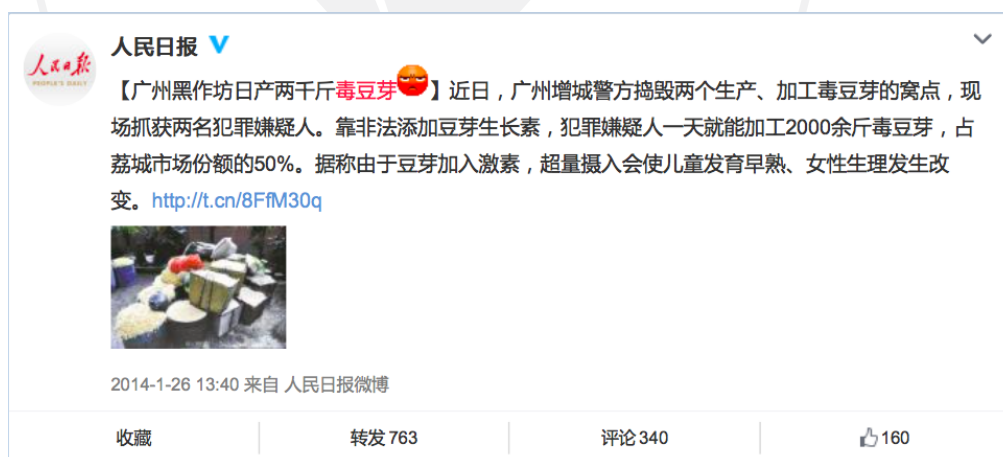 人民日报
人民日报
PEOPLE'S DAILY
【广州黑作坊日产两千斤毒豆芽】近日，广州增城警方捣毁两个生产、加工毒豆芽的窝点，现
场抓获两名犯罪嫌疑人。靠非法添加豆芽生长素，犯罪嫌疑人一天就能加工2000余斤毒豆芽，占
荔城市场份额的50%。据称由于豆芽加入激素，超量摄入会使儿童发育早熟、女性生理发生改
变。http://t.cn/8FfM30q
2014-1-26 13:40 来自 人民日报微博
收藏 转发 763 评论 340 160